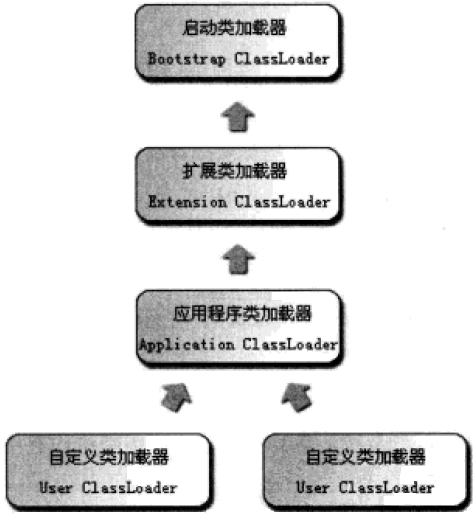 启动类加载器
Bootstrap ClassLoader
扩展类加载器
Extension ClassLoader
应用程序类加载器
Application ClassLoader
自定义类加载器
User ClassLoader
自定义类加载器
User ClassLoader